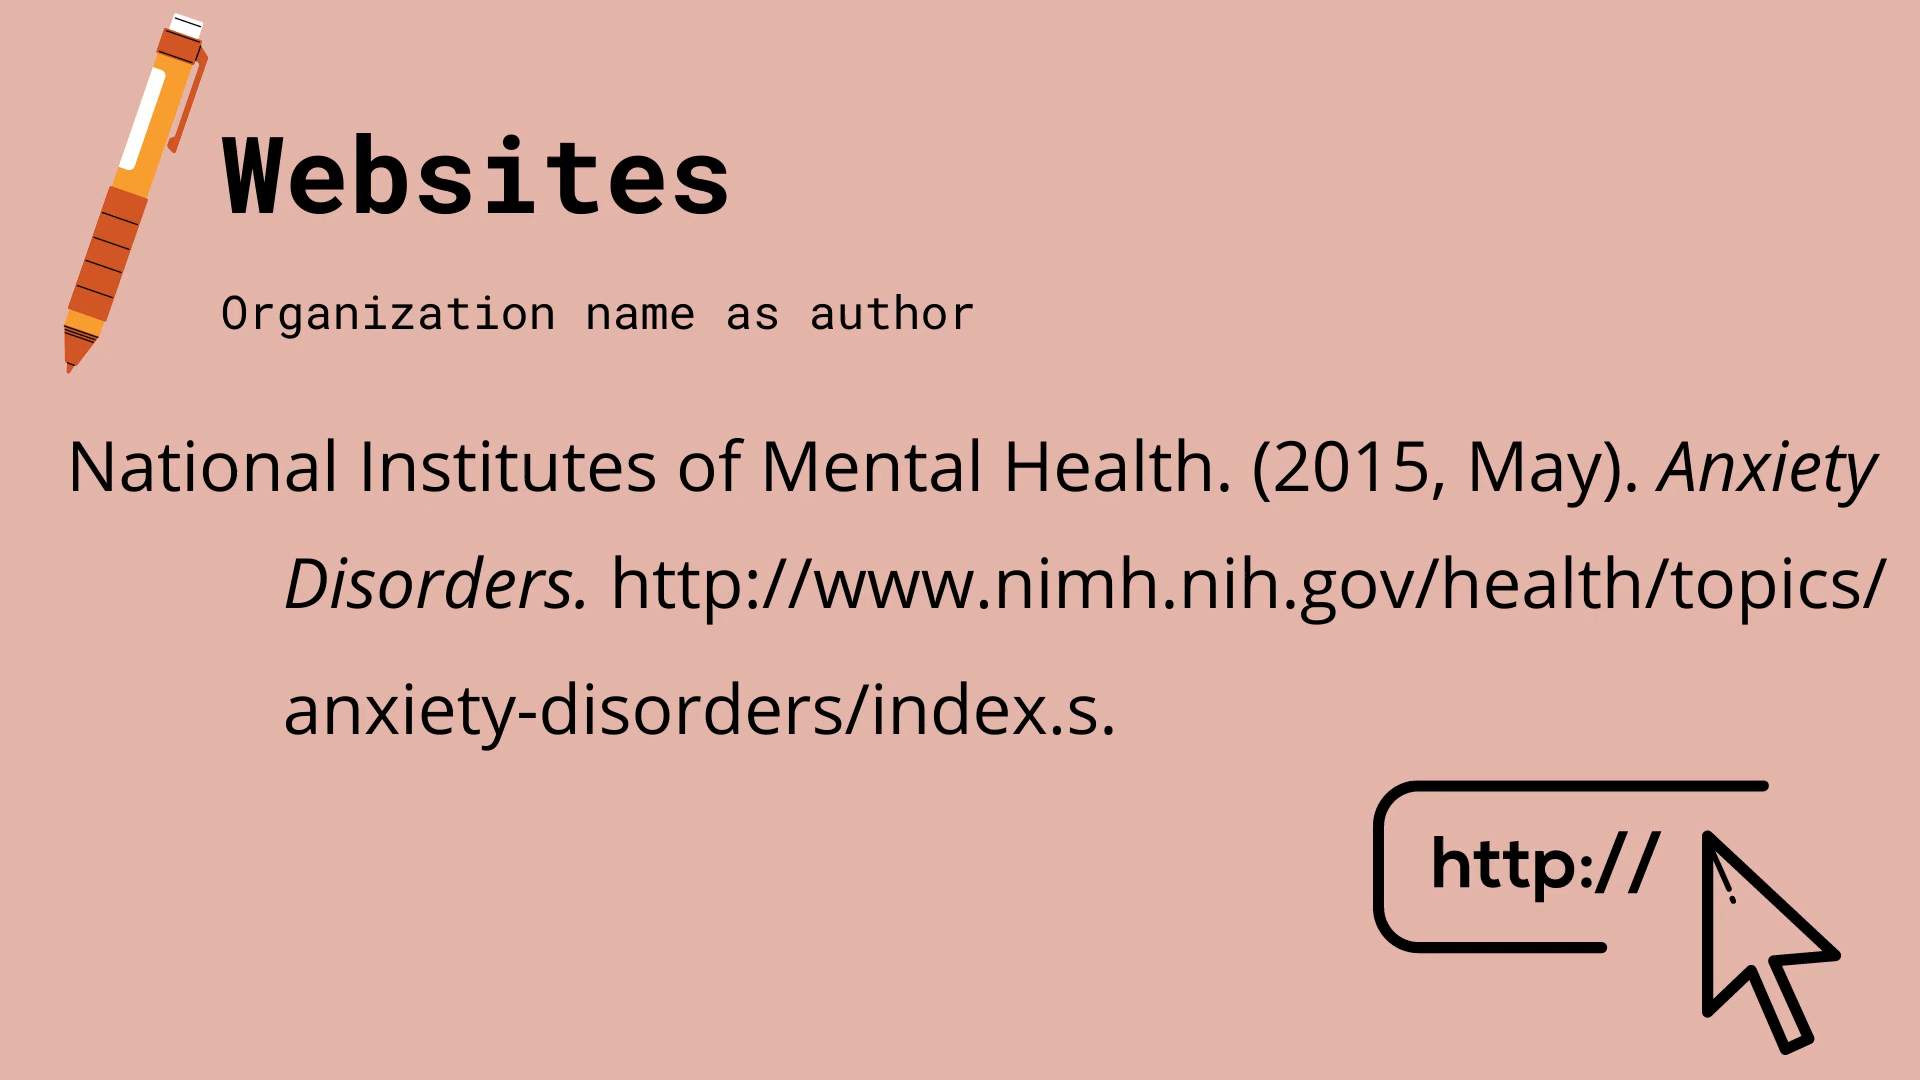 Websites
Organization name as author
National Institutes of Mental Health. (2015, May). Anxiety
Disorders. http://www.nimh.nih.gov/health/topics/
anxiety-disorders/index.s.
http://